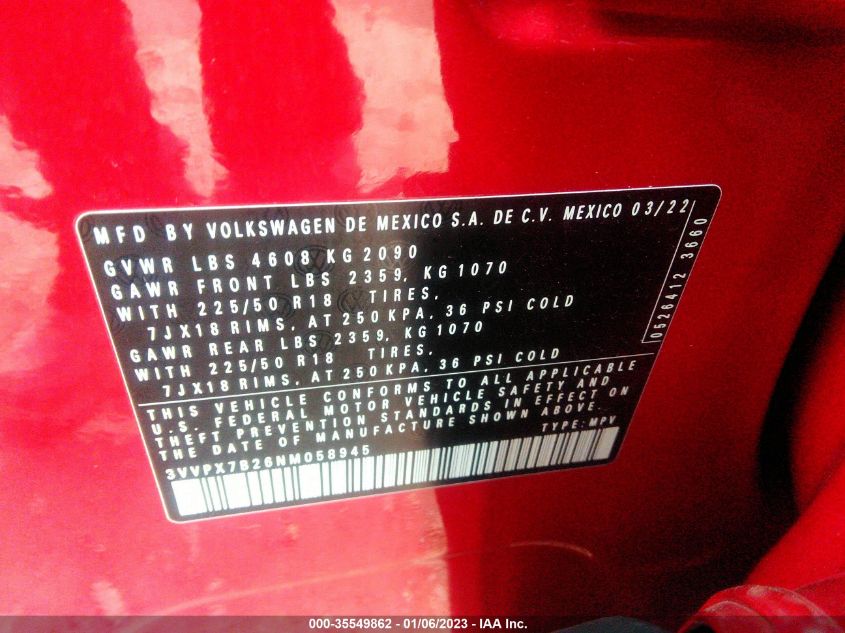 MFD BY VOLKSWAGEN DE MEXICO S.A. DE C.V. MEXICO 03/22
GVWR LBS 4608 KG 2090
GAWR FRONT LBS 2359, KG 1070
WITH 225/50 R18 TIRES,
7JX18 RIMS, AT 250 KPA, 36 PSI COLD
GAWR REAR LBS 2359, KG 1070
WITH 225/50 R18 TIRES,
7JX18 RIMS, AT 250 KPA, 36 PSI COLD
THIS VEHICLE CONFORMS TO ALL APPLICABLE
U.S. FEDERAL MOTOR VEHICLE SAFETY AND
THEFT PREVENTION STANDARDS IN EFFECT ON
THE DATE OF MANUFACTURE SHOWN ABOVE.
TYPE: MPV
3VVPX7B26NM058945
0526412 3660
000-35549862 - 01/06/2023 - IAA Inc.